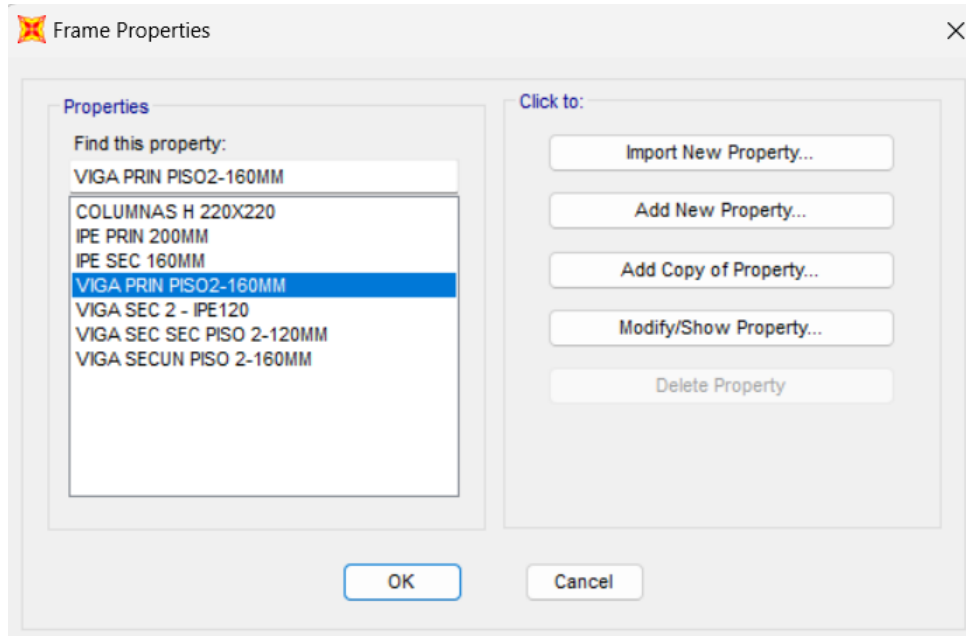 Frame Properties
Properties
Find this property:
VIGA PRIN PISO2-160MM
COLUMNAS H 220X220
IPE PRIN 200MM
IPE SEC 160MM
VIGA PRIN PISO2-160MM
VIGA SEC 2 - IPE120
VIGA SEC SEC PISO 2-120MM
VIGA SECUN PISO 2-160MM
Click to:
Import New Property...
Add New Property...
Add Copy of Property...
Modify/Show Property...
Delete Property
OK
Cancel